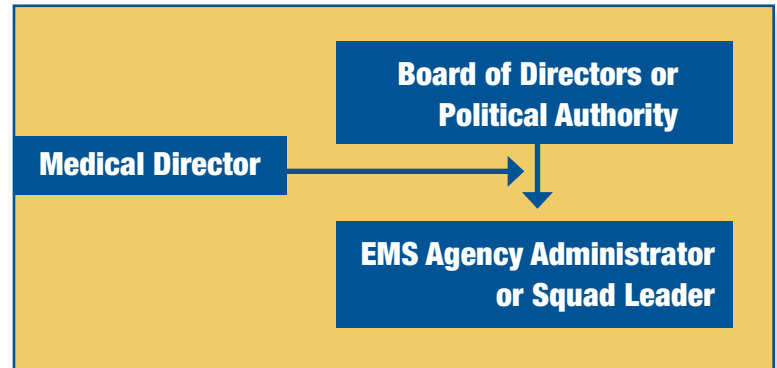 Board of Directors or
Political Authority
Medical Director
EMS Agency Administrator
or Squad Leader